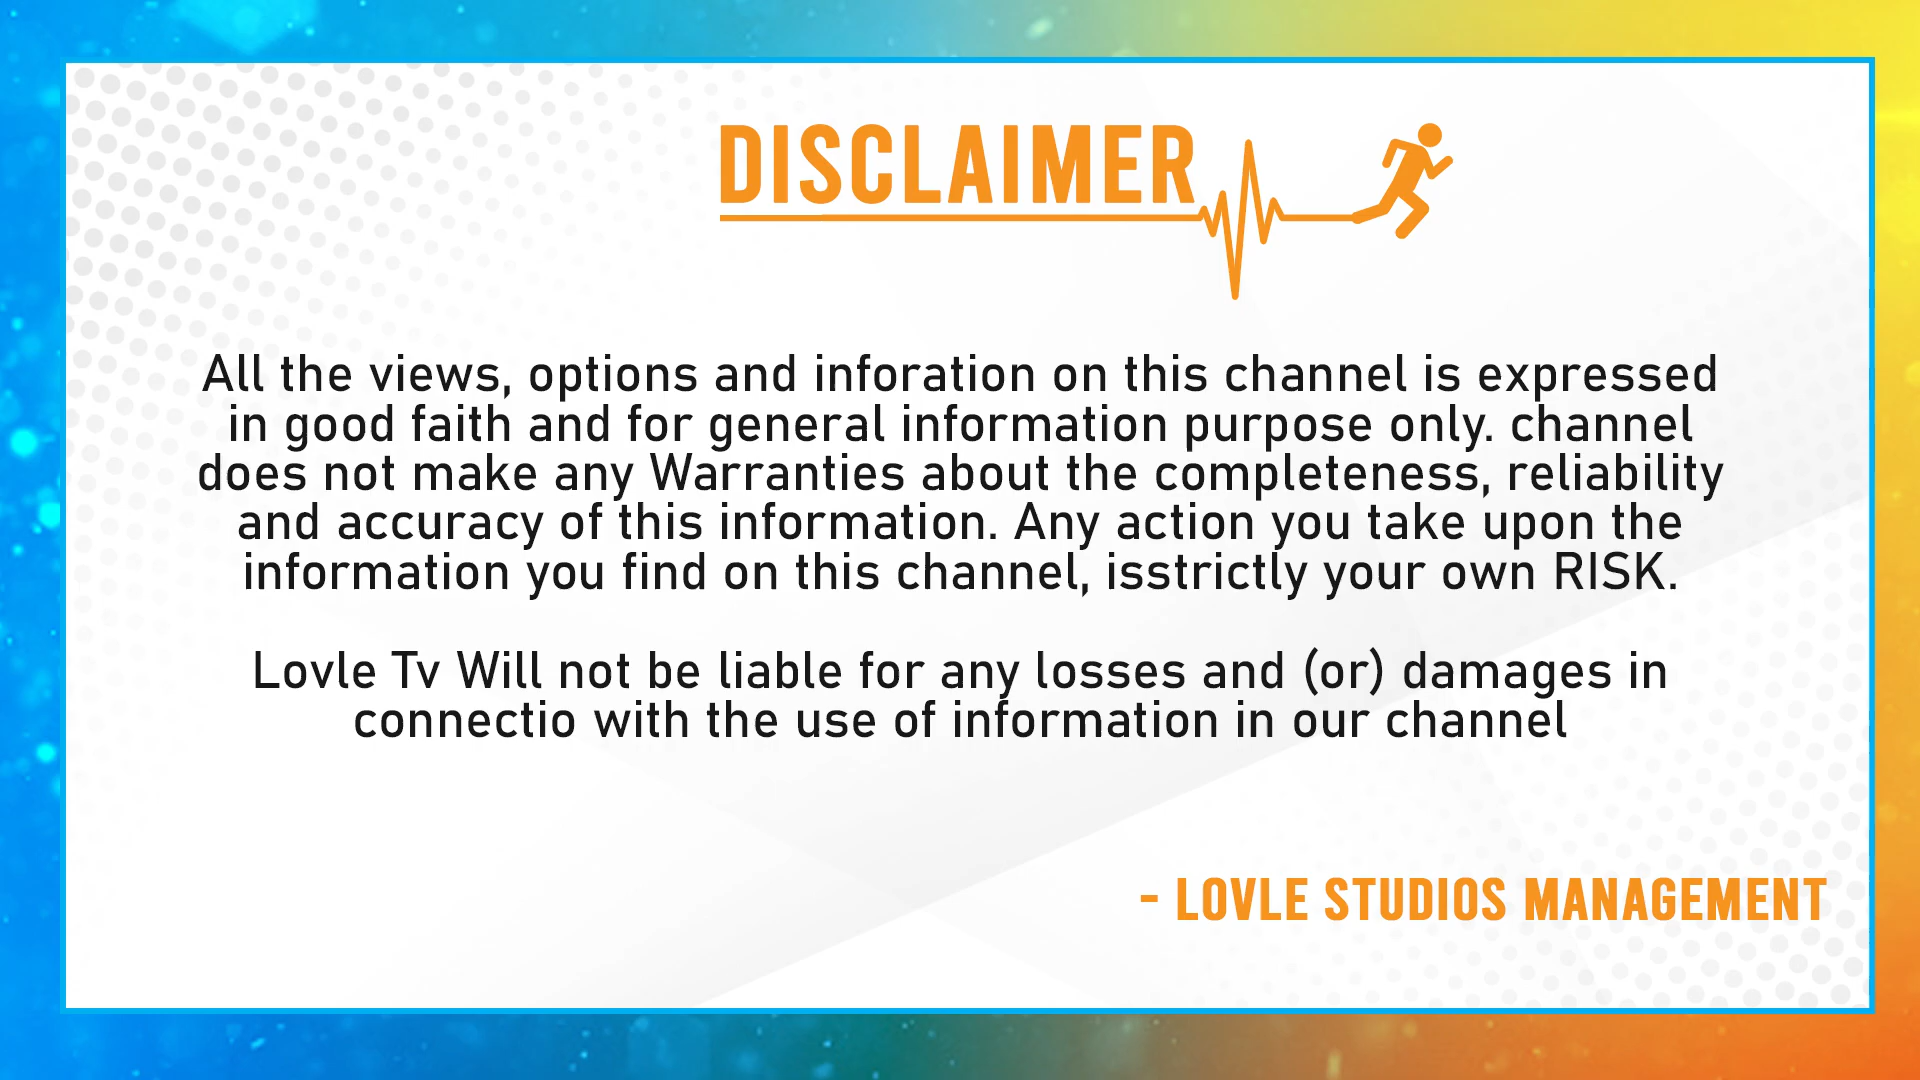 DISCLAIMER
All the views, options and inforation on this channel is expressed
in good faith and for general information purpose only. channel
does not make any Warranties about the completeness, reliability
and accuracy of this information. Any action you take upon the
information you find on this channel, isstrictly your own RISK.
Lovle Tv Will not be liable for any losses and (or) damages in
connectio with the use of information in our channel
- LOVLE STUDIOS MANAGEMENT